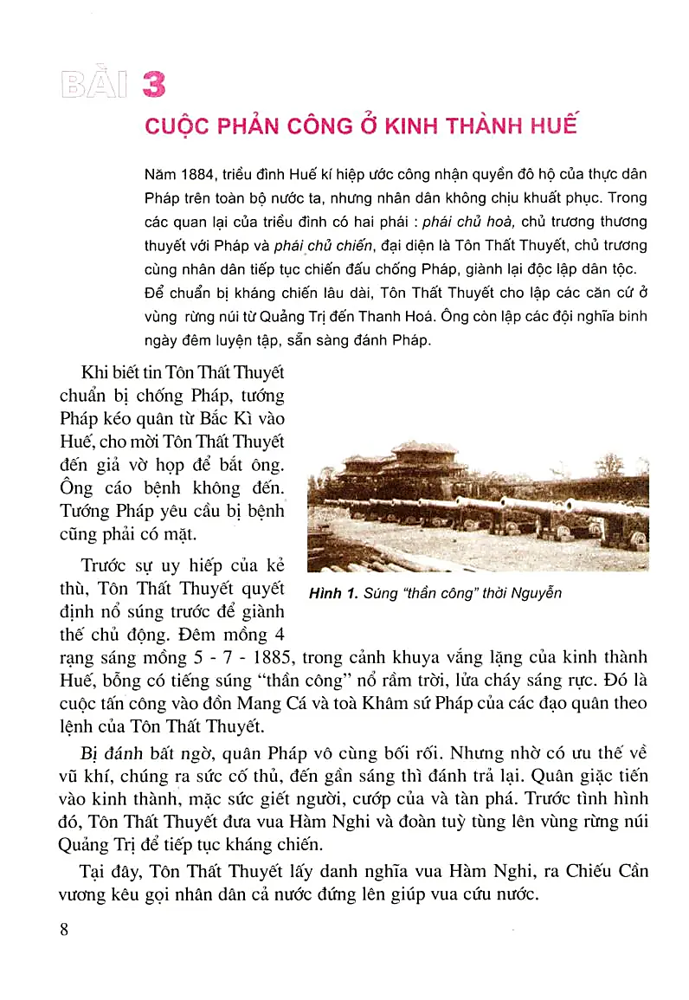 BÀI 3
CUỘC PHẢN CÔNG Ở KINH THÀNH HUẾ
Năm 1884, triều đình Huế kí hiệp ước công nhận quyền đô hộ của thực dân
Pháp trên toàn bộ nước ta, nhưng nhân dân không chịu khuất phục. Trong
các quan lại của triều đình có hai phái : phái chủ hoà, chủ trương thương
thuyết với Pháp và phái chủ chiến, đại diện là Tôn Thất Thuyết, chủ trương
cùng nhân dân tiếp tục chiến đấu chống Pháp, giành lại độc lập dân tộc.
Để chuẩn bị kháng chiến lâu dài, Tôn Thất Thuyết cho lập các căn cứ ở
vùng rừng núi từ Quảng Trị đến Thanh Hoá. Ông còn lập các đội nghĩa binh
ngày đêm luyện tập, sẵn sàng đánh Pháp.
Khi biết tin Tôn Thất Thuyết
chuẩn bị chống Pháp, tướng
Pháp kéo quân từ Bắc Kì vào
Huế, cho mời Tôn Thất Thuyết
đến giả vờ họp để bắt ông.
Ông cáo bệnh không đến.
Tướng Pháp yêu cầu bị bệnh
cũng phải có mặt.
Trước sự uy hiếp của kẻ
thù, Tôn Thất Thuyết quyết
định nổ súng trước để giành
thế chủ động. Đêm mồng 4
rạng sáng mồng 5 - 7 - 1885, trong cảnh khuya vắng lặng của kinh thành
Huế, bỗng có tiếng súng “thần công” nổ rầm trời, lửa cháy sáng rực. Đó là
cuộc tấn công vào đồn Mang Cá và toà Khâm sứ Pháp của các đạo quân theo
lệnh của Tôn Thất Thuyết.
Hình 1. Súng “thần công” thời Nguyễn
Bị đánh bất ngờ, quân Pháp vô cùng bối rối. Nhưng nhờ có ưu thế về
vũ khí, chúng ra sức cố thủ, đến gần sáng thì đánh trả lại. Quân giặc tiến
vào kinh thành, mặc sức giết người, cướp của và tàn phá. Trước tình hình
đó, Tôn Thất Thuyết đưa vua Hàm Nghi và đoàn tuỳ tùng lên vùng rừng núi
Quảng Trị để tiếp tục kháng chiến.
Tại đây, Tôn Thất Thuyết lấy danh nghĩa vua Hàm Nghi, ra Chiếu Cần
vương kêu gọi nhân dân cả nước đứng lên giúp vua cứu nước.
8